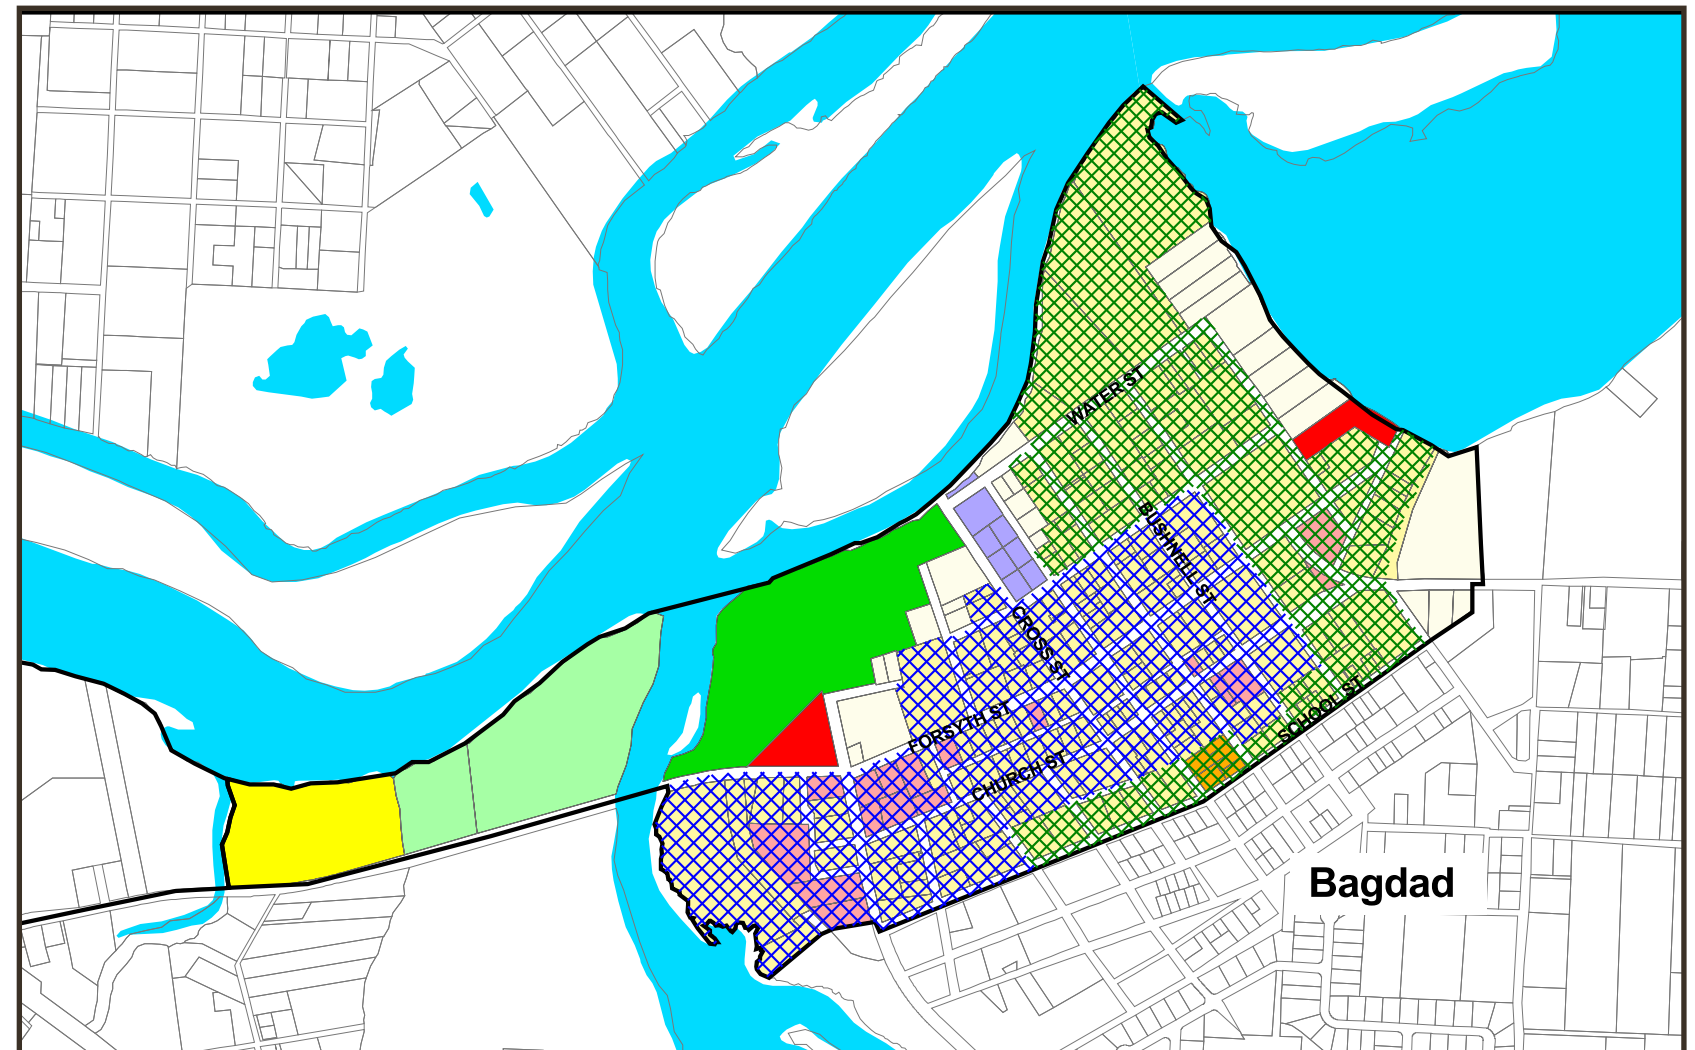 WATER ST
BUSHNELL ST
CROSS ST
FORSYTH ST
SCHOOL ST
CHURCH ST
Bagdad